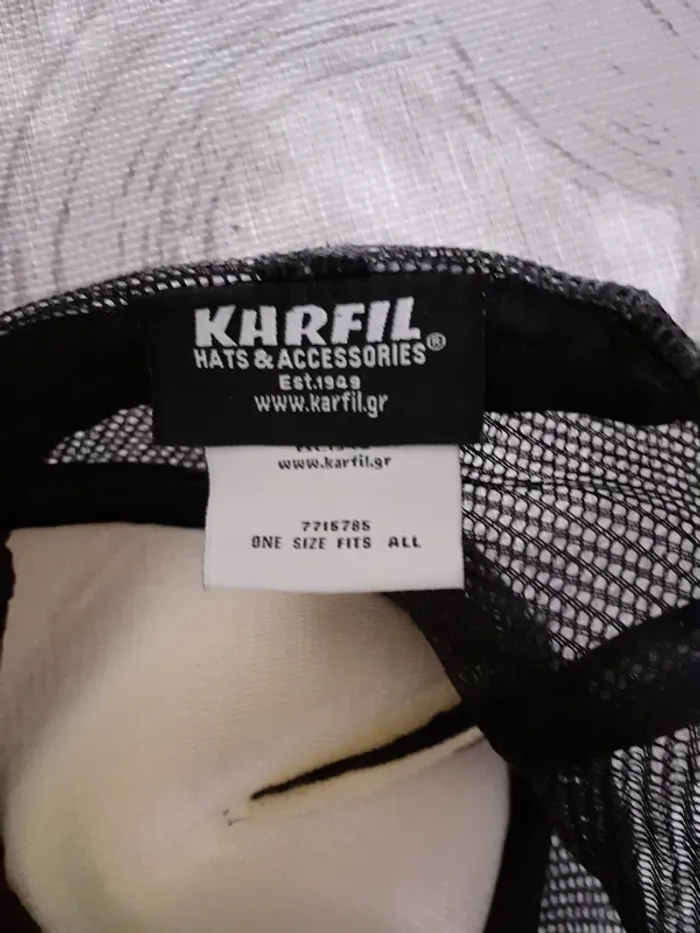 KARFIL®
HATS & ACCESSORIES
Est.1949
www.karfil.gr
www.karfil.gr
7715785
ONE SIZE FITS ALL